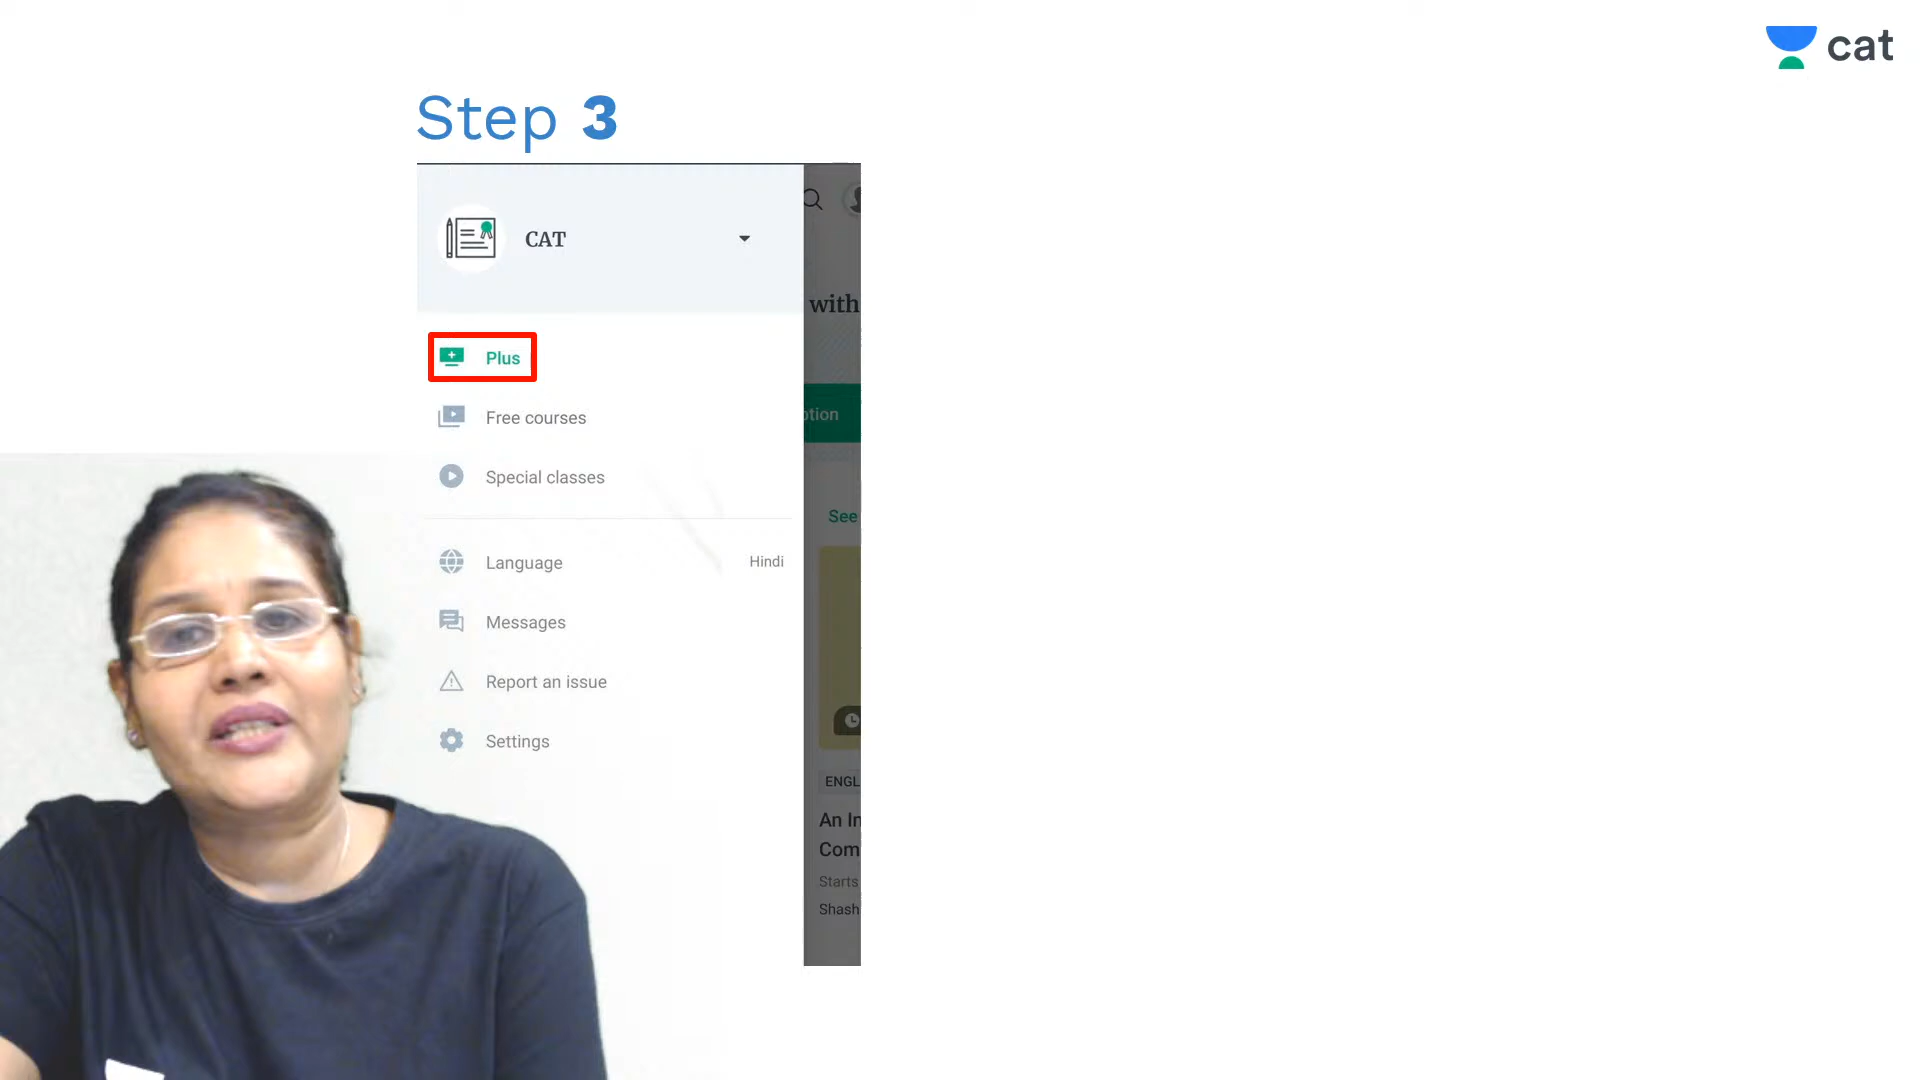 cat
Step 3
CAT
with
Plus
ption
Free courses
Special classes
See
Language Hindi
Messages
Report an issue
Settings
ENGL
An In
Com
Starts
Shash